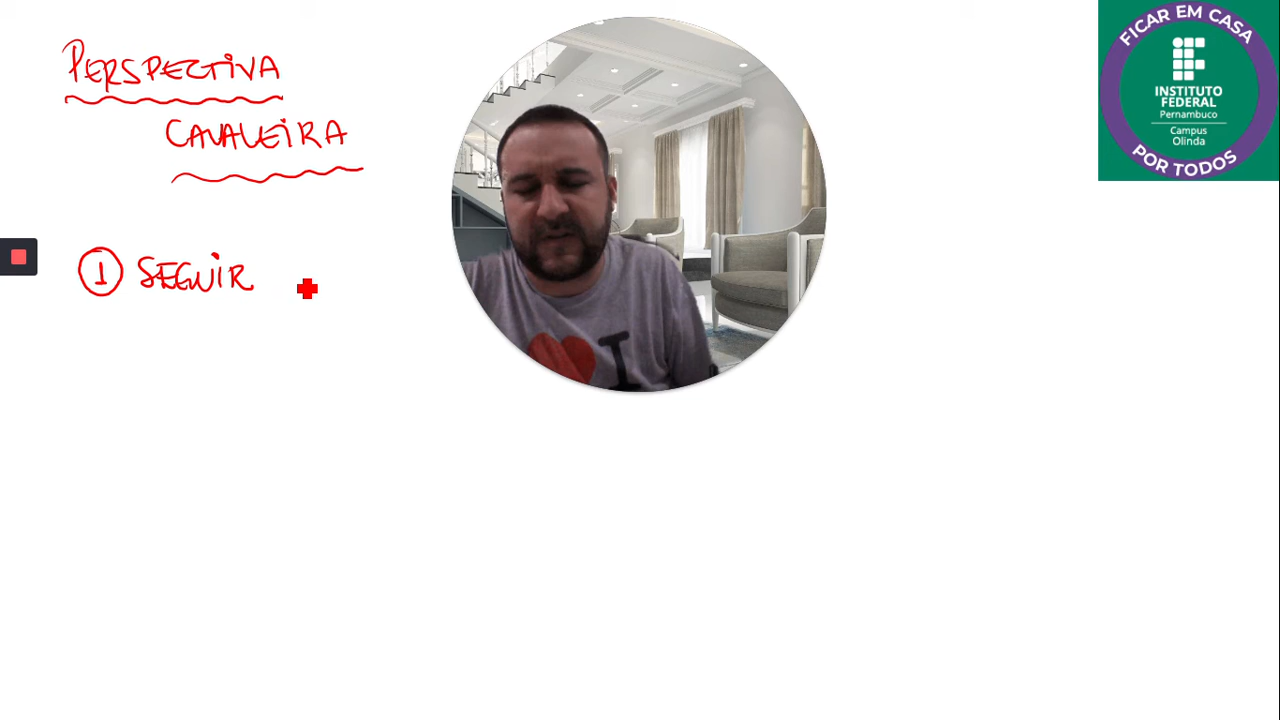 PERSPECTIVA
CAVALEIRA
1 SEGUIR
I
FICAR EM CASA
INSTITUTO
FEDERAL
Pernambuco
Campus
Olinda
POR TODOS